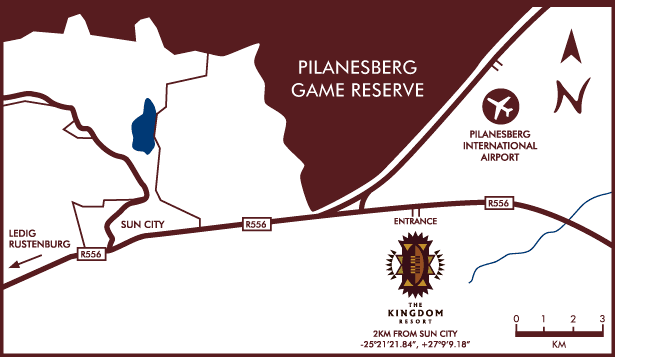 PILANESBERG
GAME RESERVE
N
PILANESBERG
INTERNATIONAL
AIRPORT
R556
ENTRANCE
SUN CITY
R556
LEDIG
RUSTENBURG
R556
THE
KINGDOM
RESORT
2KM FROM SUN CITY
-25°21'21.84", +27°9'9.18"
0 1 2 3
KM